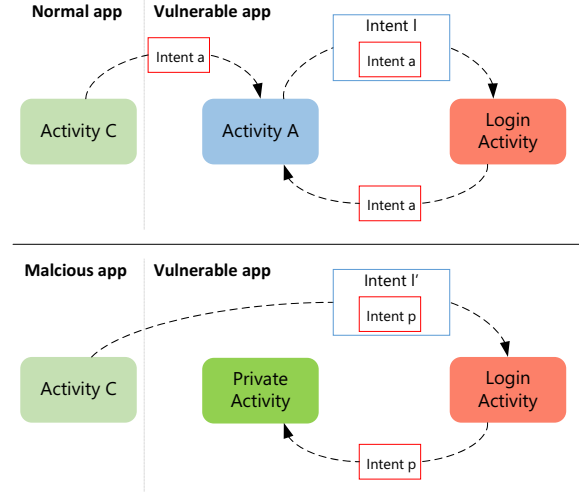 Normal app
Vulnerable app
Intent l
Intent a
Intent a
Activity C
Activity A
Login
Activity
Intent a
Malcious app
Vulnerable app
Intent l’
Intent p
Activity C
Private
Activity
Login
Activity
Intent p